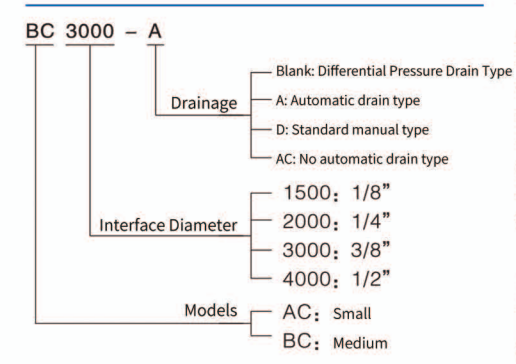 BC 3000 - A
Drainage
Blank: Differential Pressure Drain Type
A: Automatic drain type
D: Standard manual type
AC: No automatic drain type
Interface Diameter
1500: 1/8”
2000: 1/4”
3000: 3/8”
4000: 1/2”
Models
AC: Small
BC: Medium